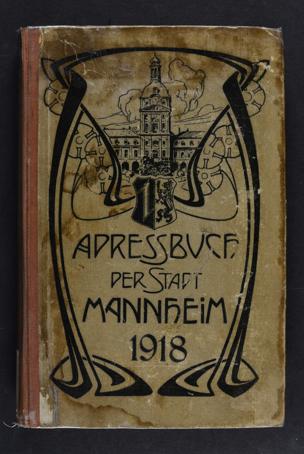 ADRESSBUCH
DER STADT
MANNHEIM
1918